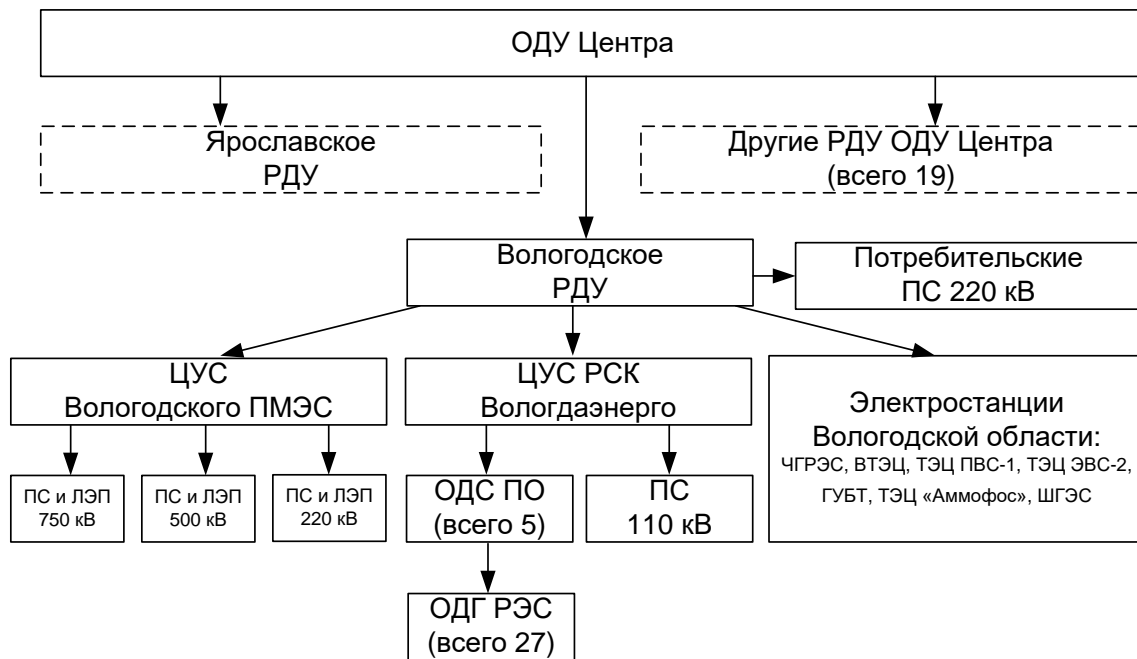 ОДУ Центра
Ярославское
РДУ
Другие РДУ ОДУ Центра
(всего 19)
Вологодское
РДУ
Потребительские
ПС 220 кВ
ЦУС
Вологодского ПМЭС
ЦУС РСК
Вологдаэнерго
Электростанции
Вологодской области:
ЧГРЭС, ВТЭЦ, ТЭЦ ПВС-1, ТЭЦ ЭВС-2,
ГУБТ, ТЭЦ «Аммофос», ШГЭС
ПС и ЛЭП
750 кВ
ПС и ЛЭП
500 кВ
ПС и ЛЭП
220 кВ
ОДС ПО
(всего 5)
ПС
110 кВ
ОДГ РЭС
(всего 27)